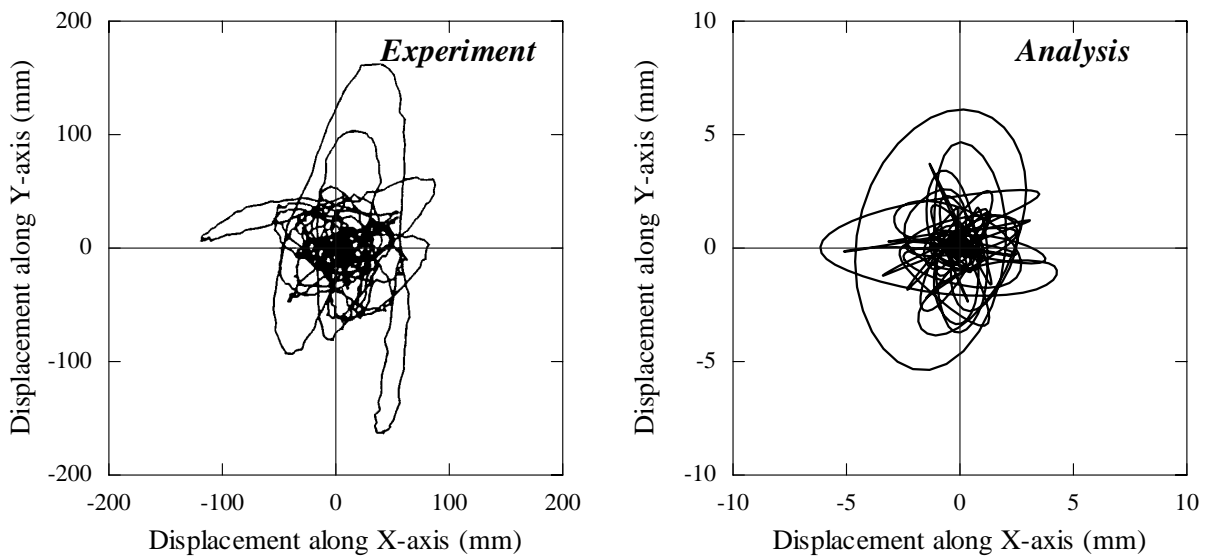 Experiment
Displacement along Y-axis (mm)
200
100
0
-100
-200
-200 -100 0 100 200
Displacement along X-axis (mm)
Analysis
Displacement along Y-axis (mm)
10
5
0
-5
-10
-10 -5 0 5 10
Displacement along X-axis (mm)